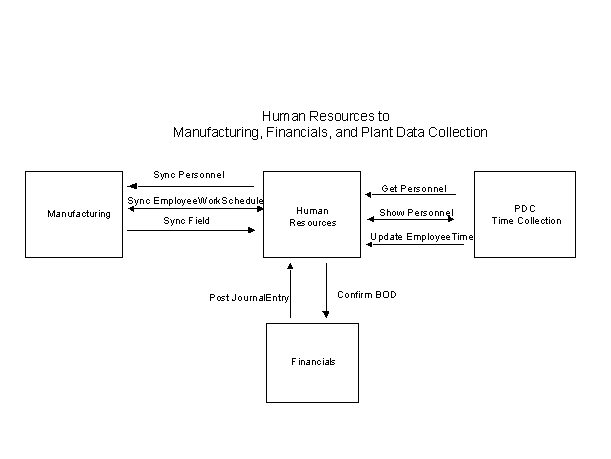 Human Resources to
Manufacturing, Financials, and Plant Data Collection
Sync Personnel
Sync EmployeeWorkSchedule
Sync Field
Manufacturing
Human
Resources
Get Personnel
Show Personnel
Update EmployeeTime
PDC
Time Collection
Post JournalEntry
Confirm BOD
Financials